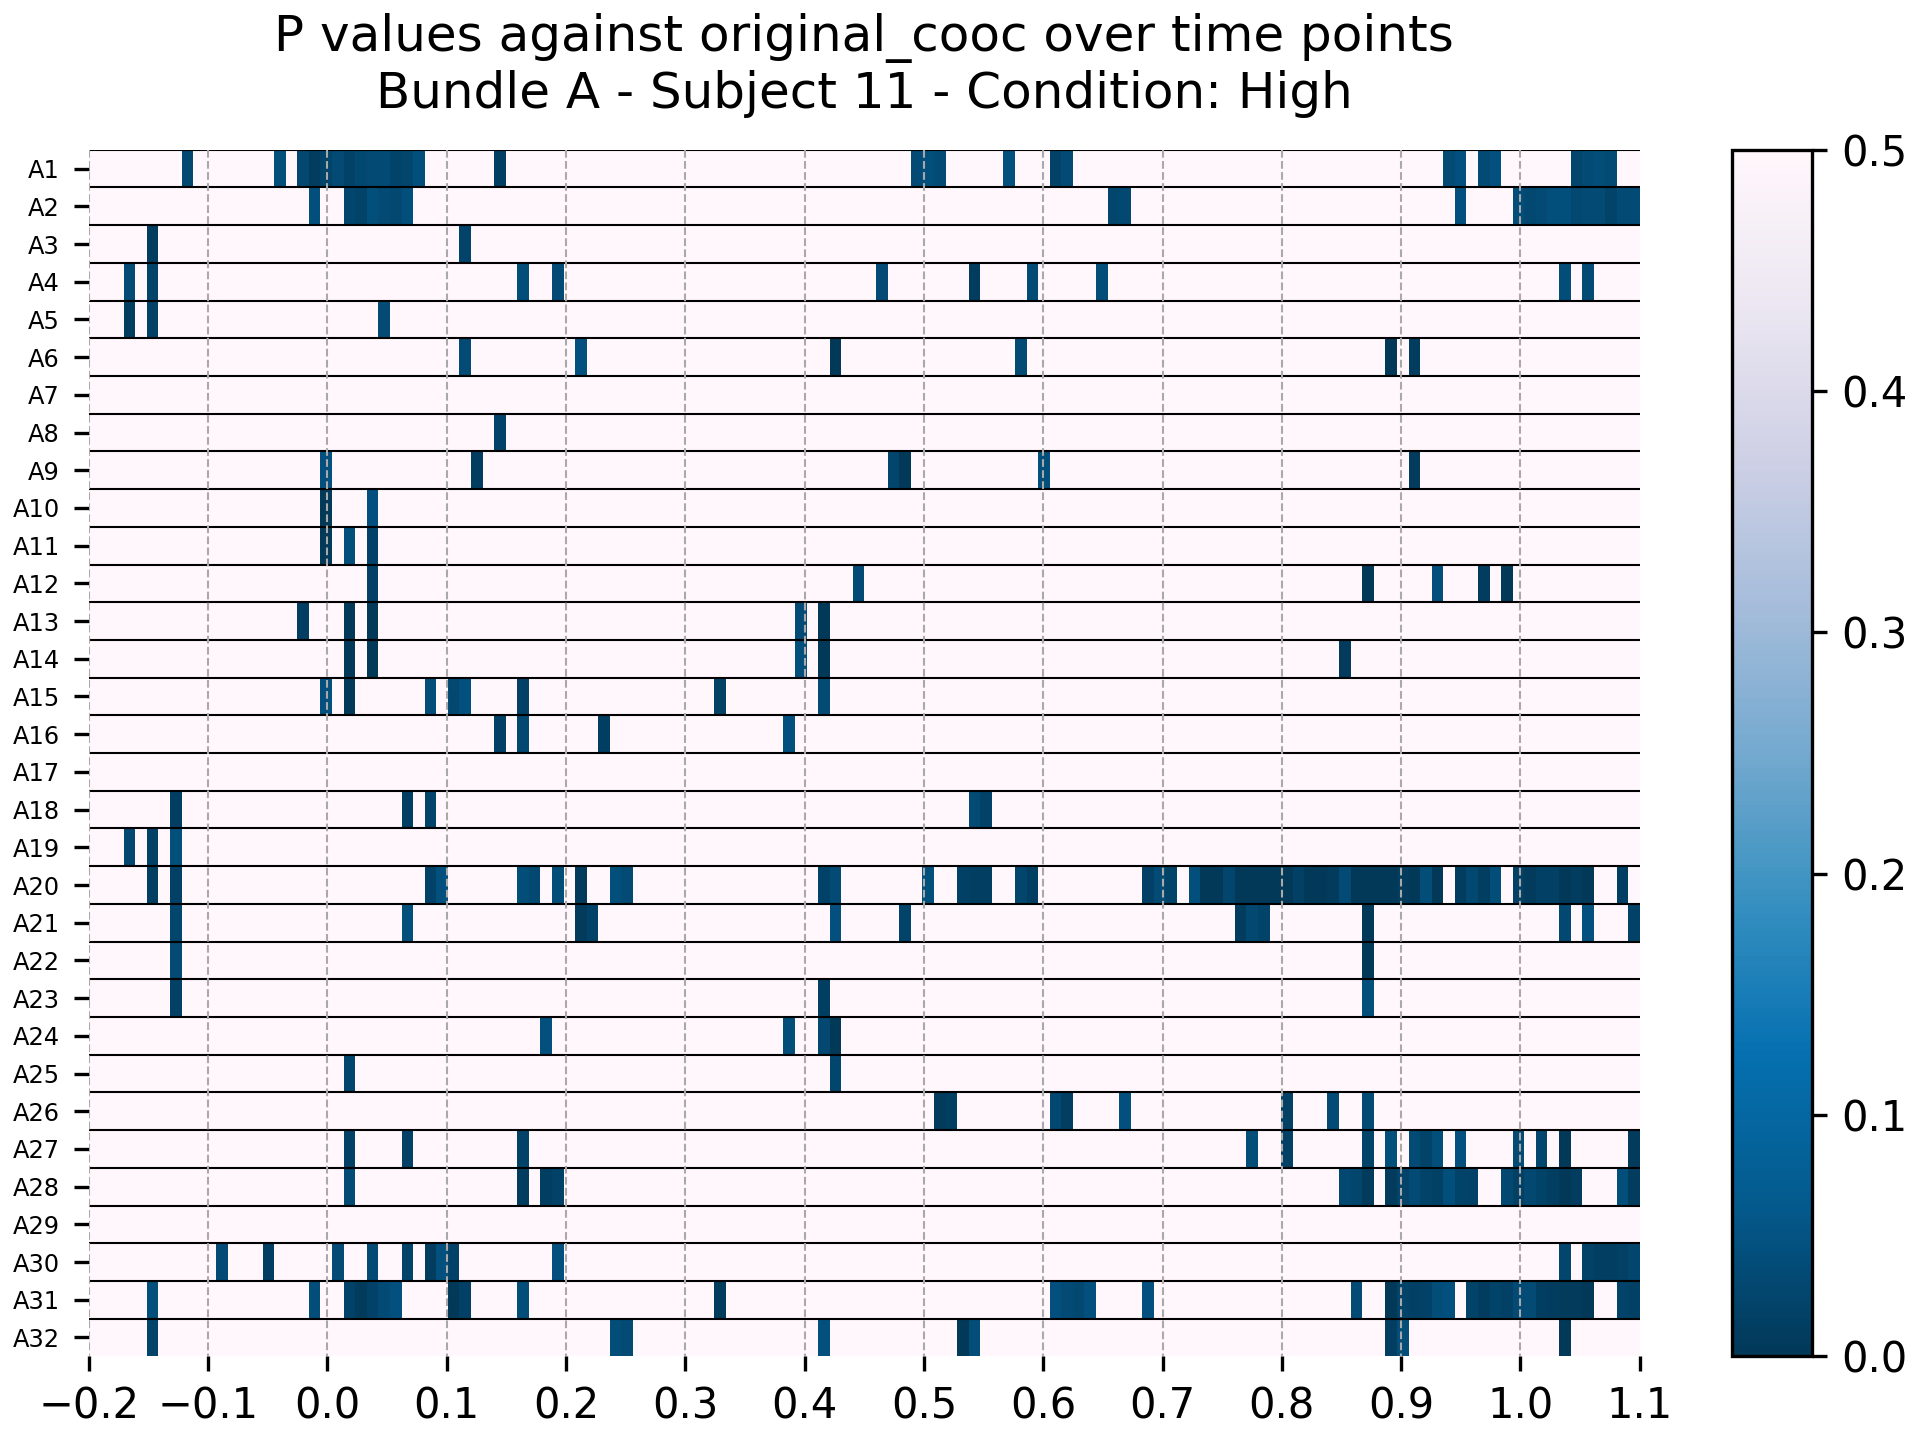 P values against original_cooc over time points
Bundle A - Subject 11 - Condition: High
A1
A2
A3
A4
A5
A6
A7
A8
A9
A10
A11
A12
A13
A14
A15
A16
A17
A18
A19
A20
A21
A22
A23
A24
A25
A26
A27
A28
A29
A30
A31
A32
−0.2 −0.1 0.0 0.1 0.2 0.3 0.4 0.5 0.6 0.7 0.8 0.9 1.0 1.1
0.5
0.4
0.3
0.2
0.1
0.0